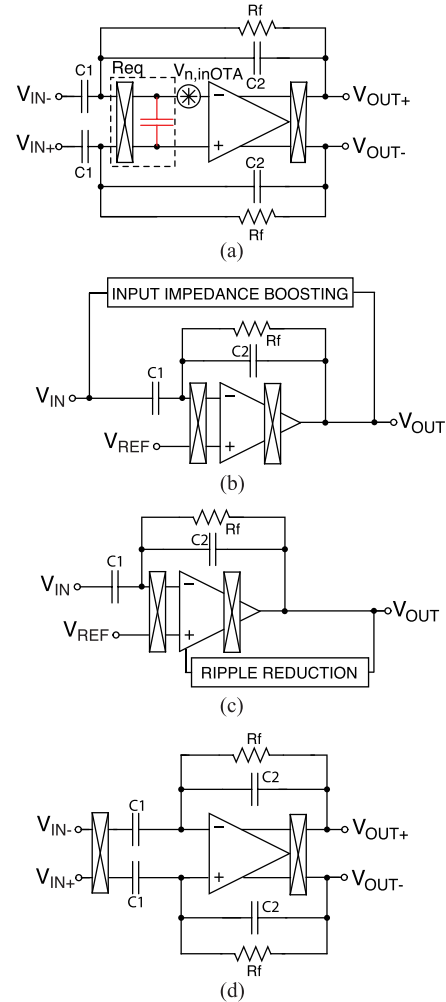 Rf
C2
C1
Req
Vn,inOTA
VIN-
VOUT+
−
VIN+
VOUT-
+
C1
C2
Rf
(a)
INPUT IMPEDANCE BOOSTING
Rf
C1
C2
VIN
−
VOUT
VREF
+
(b)
Rf
C1
C2
VIN
−
VOUT
VREF
+
RIPPLE REDUCTION
(c)
Rf
C1
C2
VIN-
−
VOUT+
VIN+
+
VOUT-
C1
C2
Rf
(d)